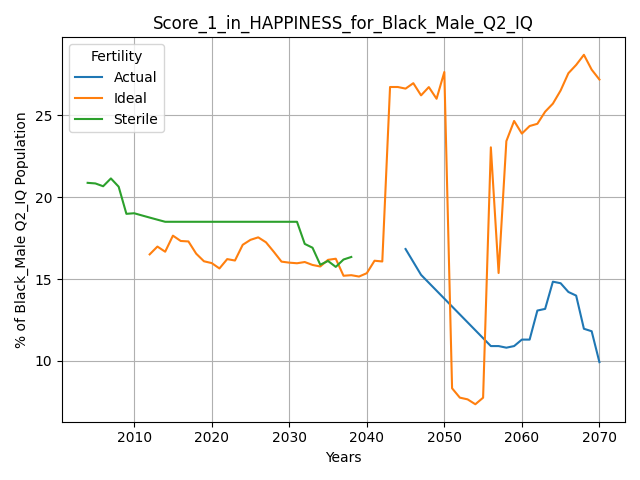 Score_1_in_HAPPINESS_for_Black_Male_Q2_IQ
Fertility
Actual
Ideal
Sterile
% of Black_Male Q2_IQ Population
25
20
15
10
2010 2020 2030 2040 2050 2060 2070
Years